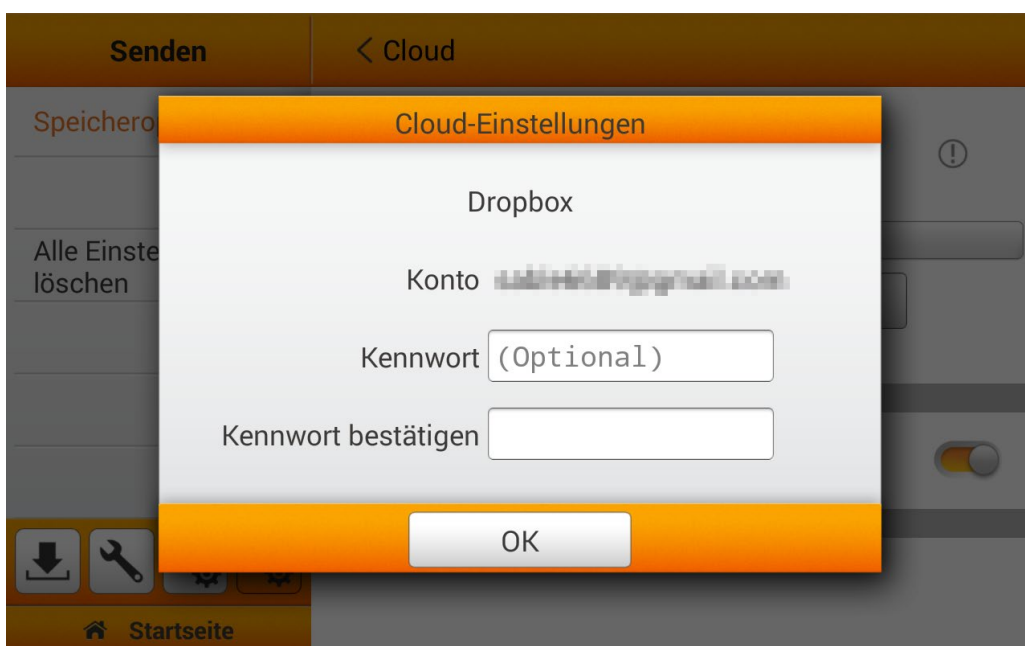 Senden
< Cloud
Speichero
Cloud-Einstellungen
Dropbox
Alle Einste
löschen
Konto
Kennwort (Optional)
Kennwort bestätigen
OK
Startseite